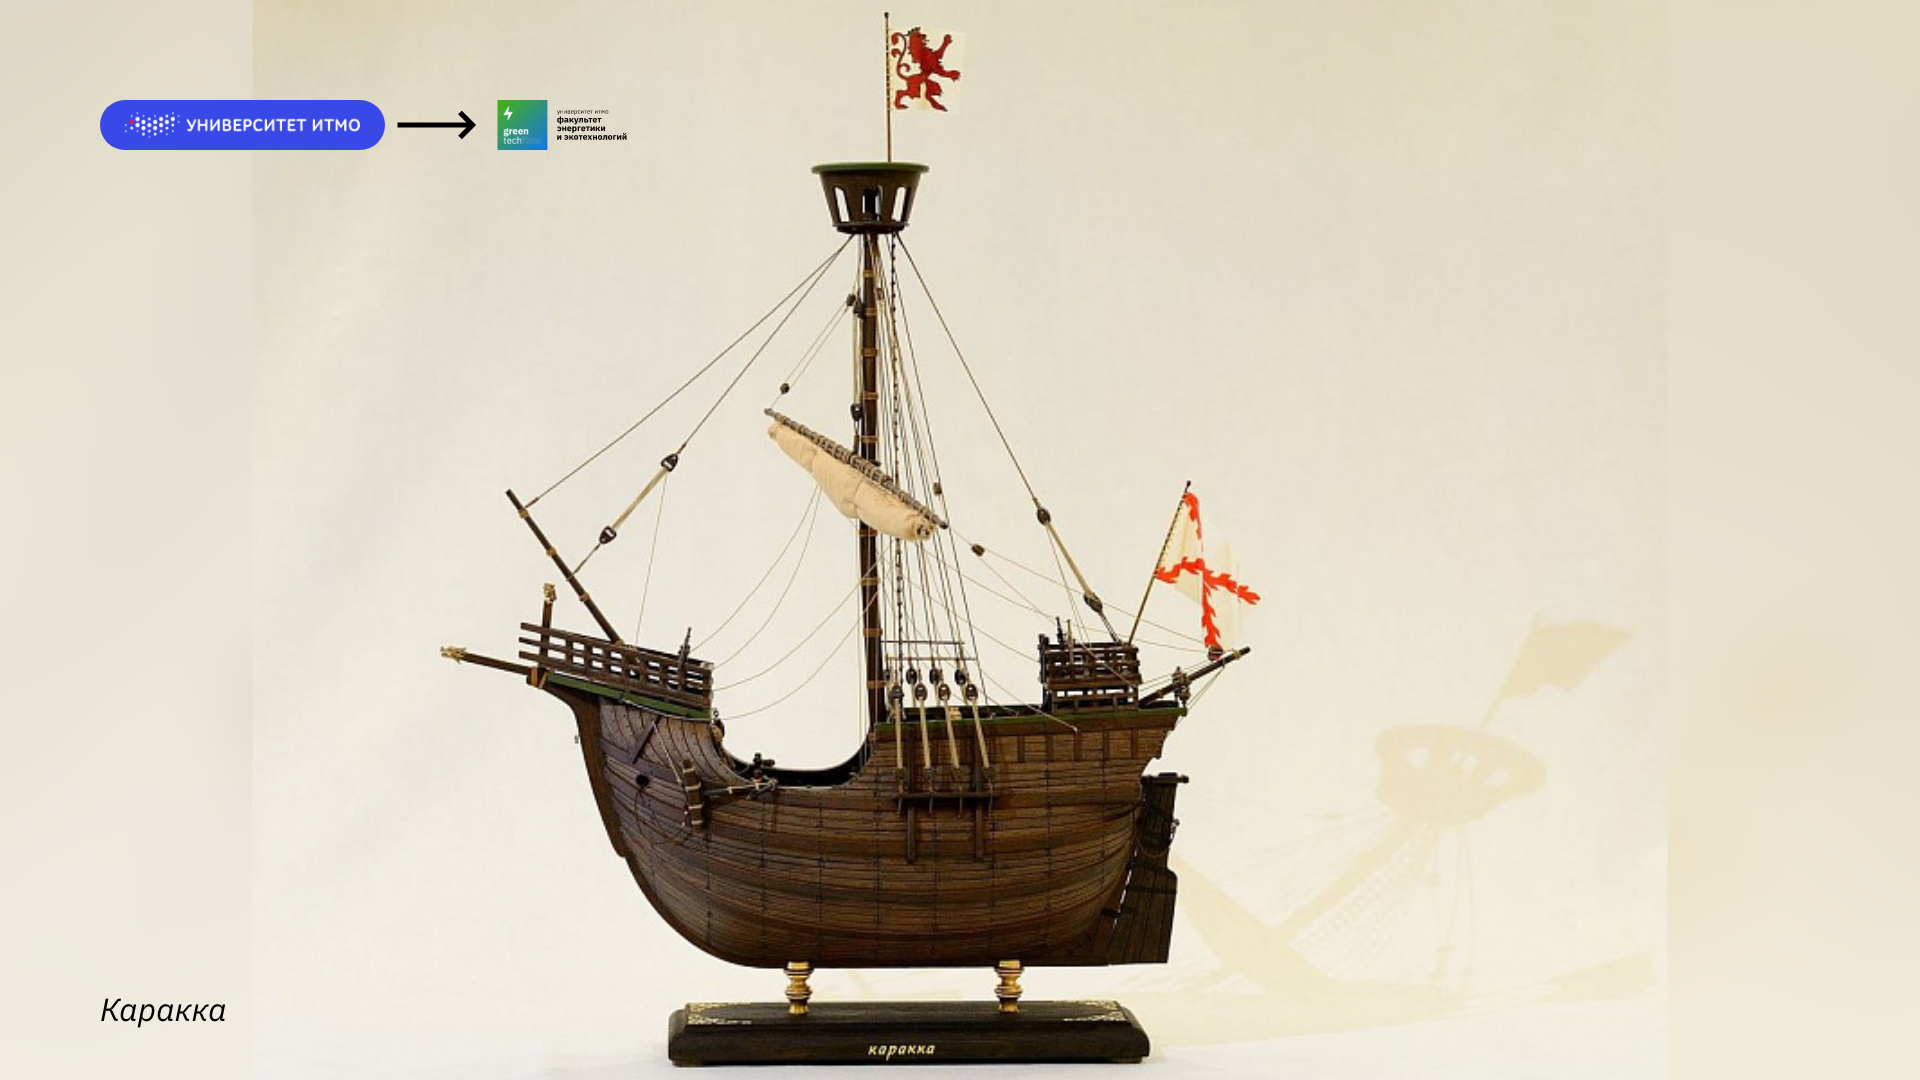 УНИВЕРСИТЕТ ИТМО
green
tech
университет итмо
факультет
энергетики
и экотехнологий
Каракка
каракка